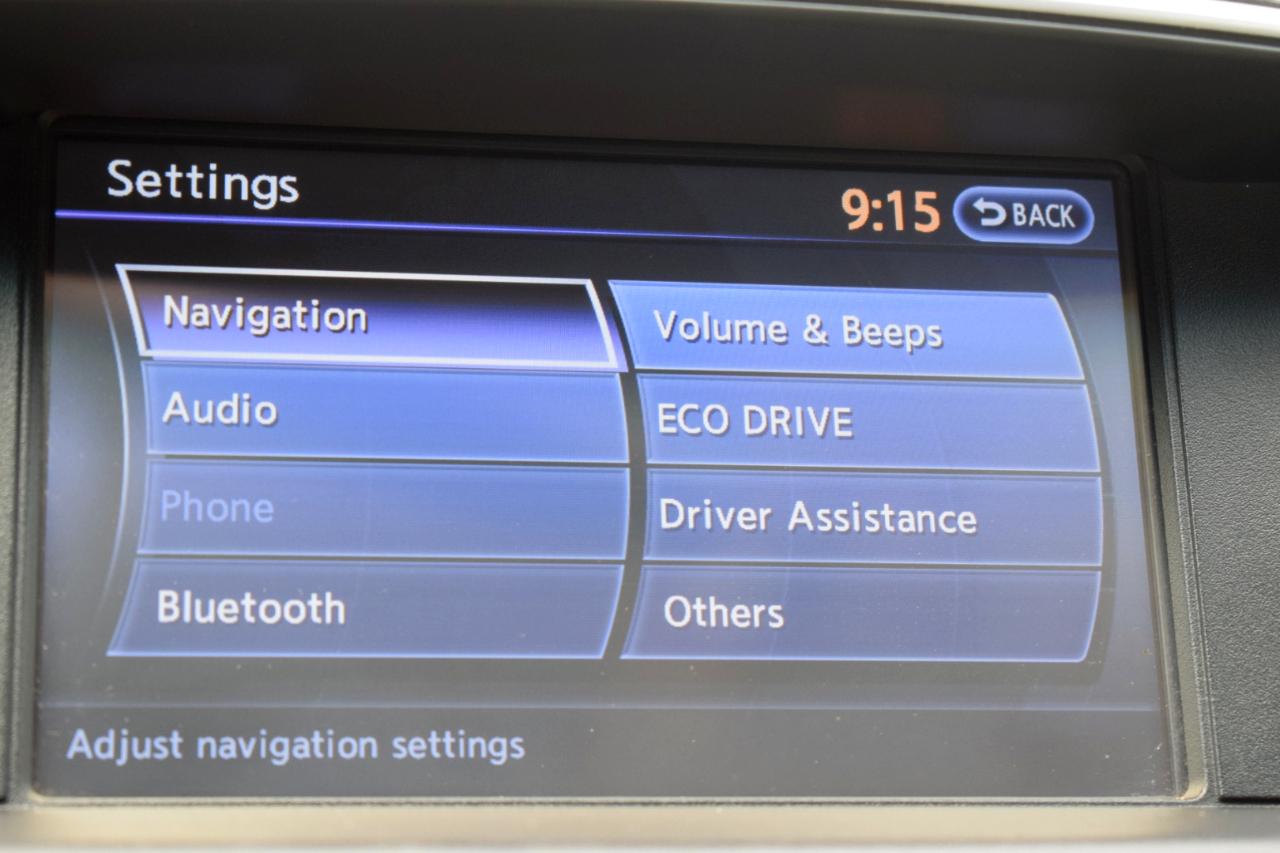 Settings
9:15
BACK
Navigation
Volume & Beeps
Audio
ECO DRIVE
Phone
Driver Assistance
Bluetooth
Others
Adjust navigation settings